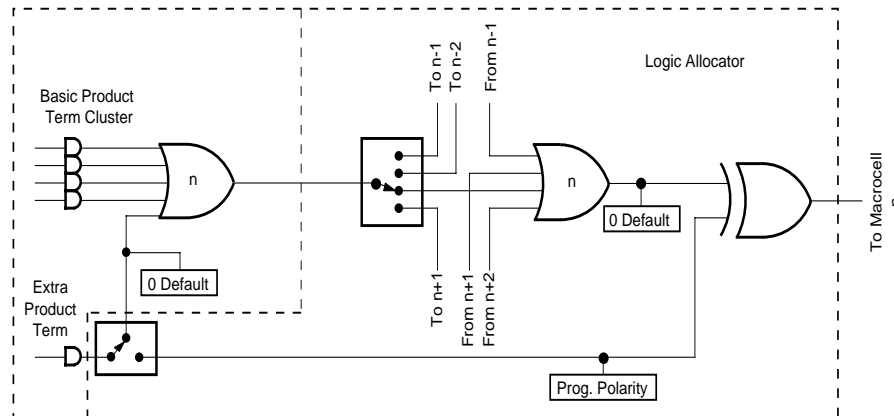 To n-1
To n-2
From n-1
Logic Allocator
Basic Product
Term Cluster
n
n
0 Default
To Macrocell
n
0 Default
Extra
Product
Term
To n+1
From n+1
From n+2
Prog. Polarity